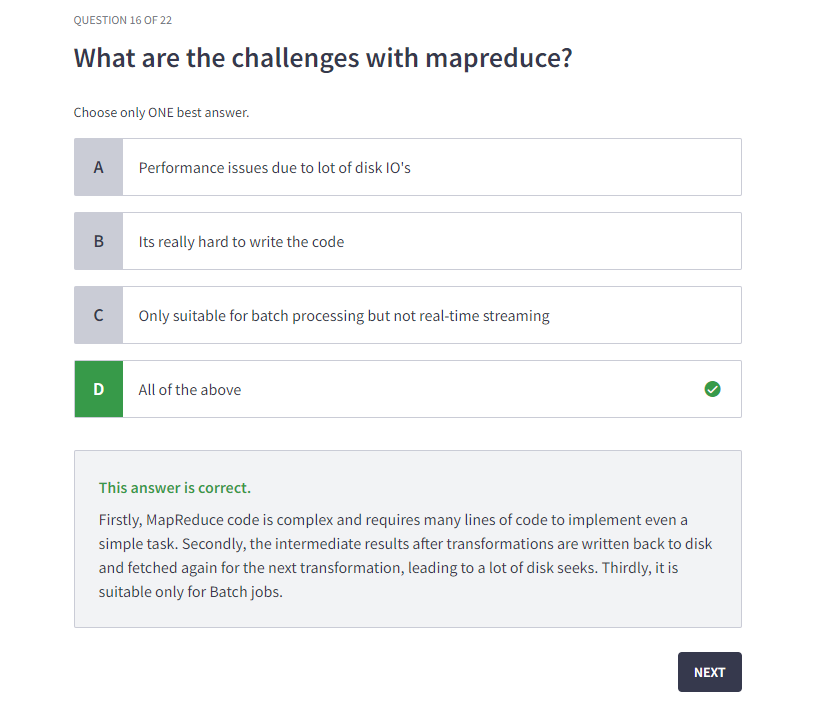 QUESTION 16 OF 22
What are the challenges with mapreduce?
Choose only ONE best answer.
A
Performance issues due to lot of disk IO's
B
Its really hard to write the code
C
Only suitable for batch processing but not real-time streaming
D
All of the above
This answer is correct.
Firstly, MapReduce code is complex and requires many lines of code to implement even a
simple task. Secondly, the intermediate results after transformations are written back to disk
and fetched again for the next transformation, leading to a lot of disk seeks. Thirdly, it is
suitable only for Batch jobs.
NEXT